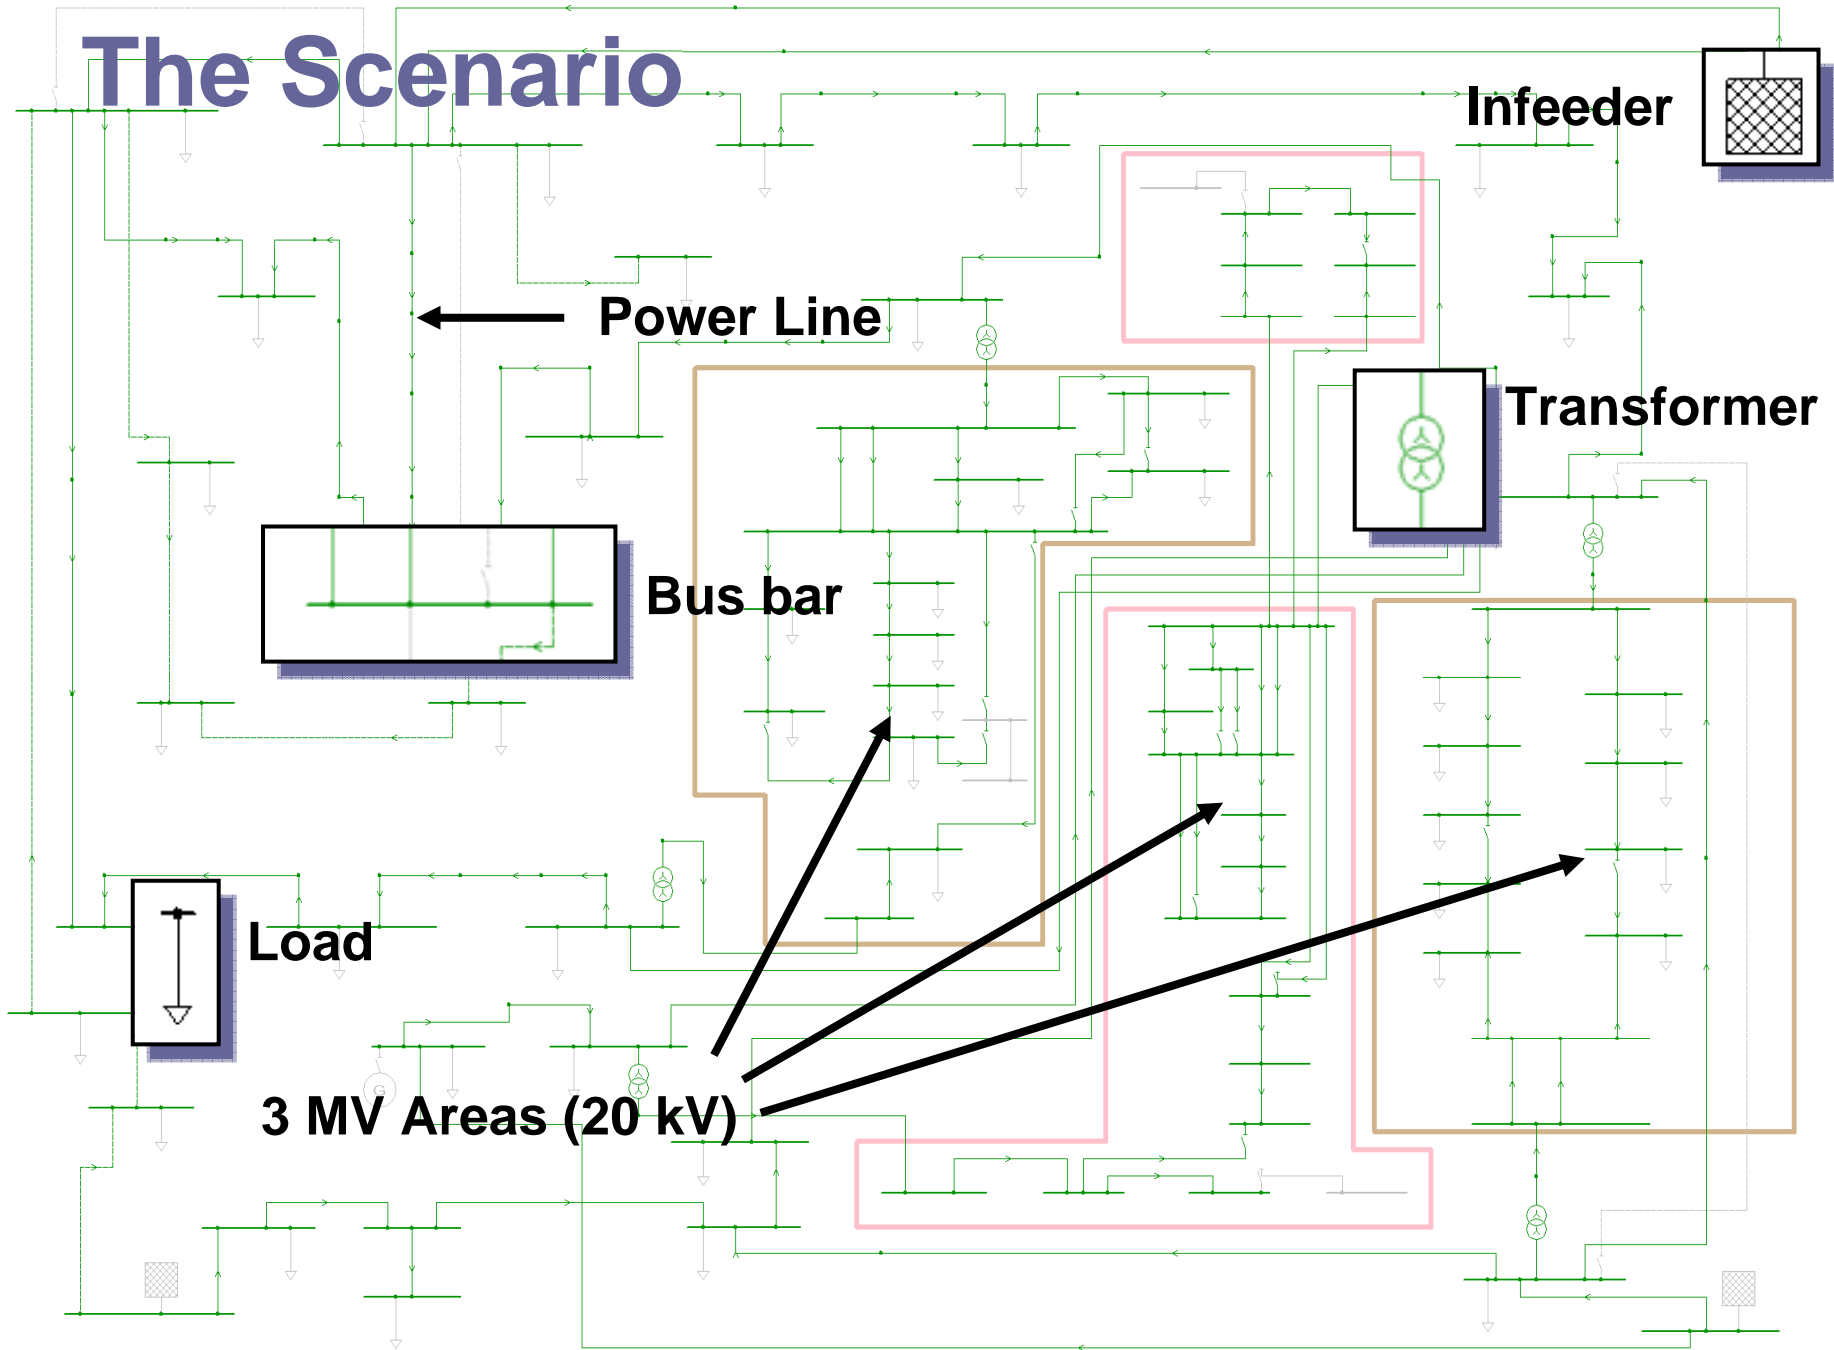 The Scenario
Infeeder
Power Line
Transformer
Bus bar
Load
G
3 MV Areas (20 kV)